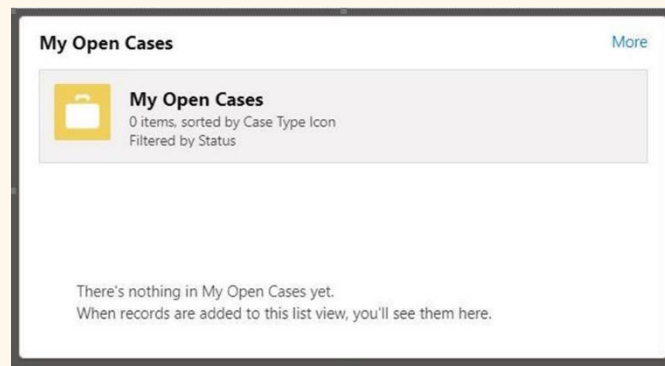 My Open Cases
More
My Open Cases
0 items, sorted by Case Type Icon
Filtered by Status
There's nothing in My Open Cases yet.
When records are added to this list view, you'll see them here.